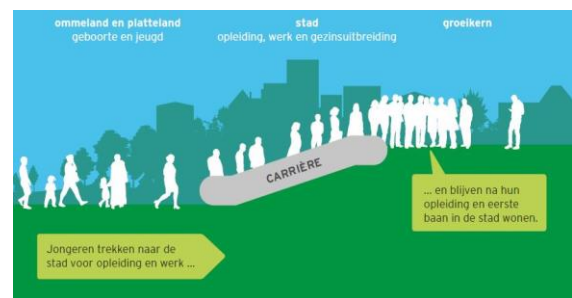 ommeland en platteland
geboorte en jeugd
stad
opleiding, werk en gezinsuitbreiding
groeikern
CARRIÈRE
... en blijven na hun
opleiding en eerste
baan in de stad wonen.
Jongeren trekken naar de
stad voor opleiding en werk ...